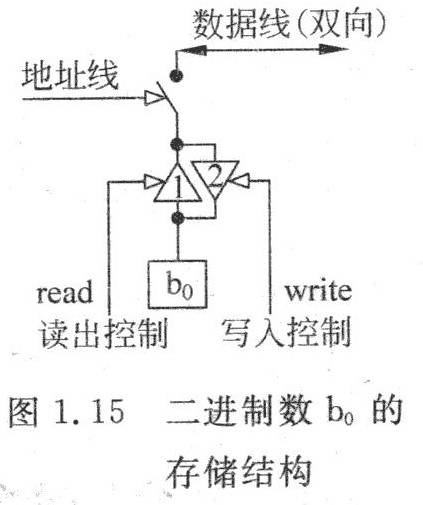 数据线(双向)
地址线
1 2
b₀
read write
读出控制 写入控制
图 1.15 二进制数 b₀ 的
存储结构